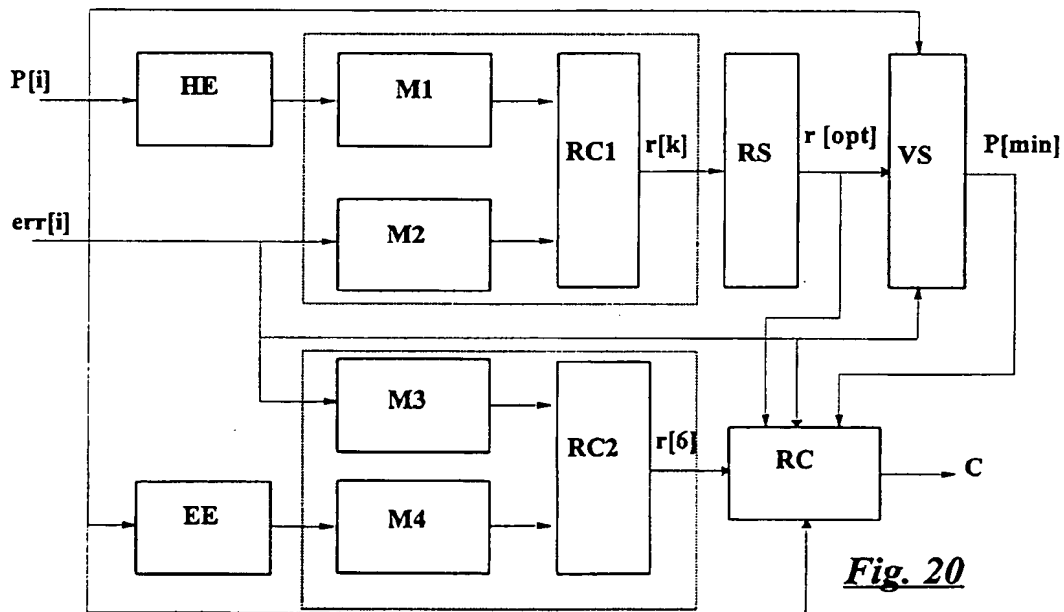 P[i]
HE
M1
RC1
r[k]
RS
r [opt]
VS
P[min]
err[i]
M2
M3
RC2
r[6]
RC
C
EE
M4
Fig. 20